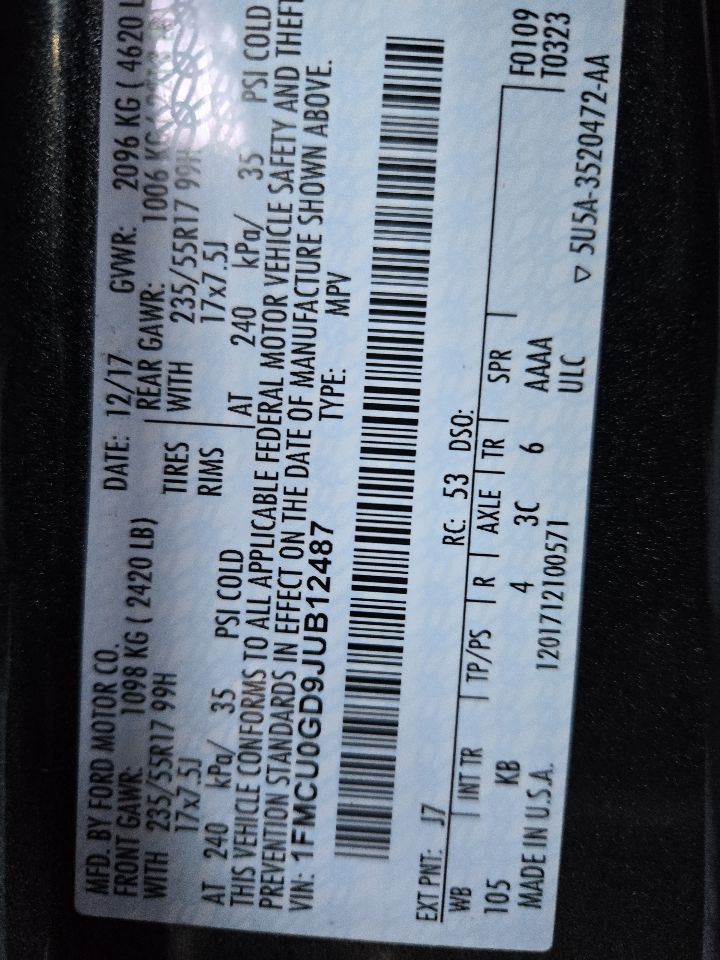 MFD. BY FORD MOTOR CO. DATE: 12/17 GVWR: 2096 KG ( 4620 L
FRONT GAWR: 1098 KG ( 2420 LB) REAR GAWR: 1006 KG
WITH 235/55R17 99H TIRES WITH 235/55R17 99H
17x7.5J RIMS 17x7.5J
AT 240 kPa/ 35 PSI COLD AT 240 kPa/ 35 PSI COLD
THIS VEHICLE CONFORMS TO ALL APPLICABLE FEDERAL MOTOR VEHICLE SAFETY AND THEFT
PREVENTION STANDARDS IN EFFECT ON THE DATE OF MANUFACTURE SHOWN ABOVE.
VIN: 1FMCU0GD9JUB12487 TYPE: MPV
F0109
T0323
EXT PNT: J7 RC: 53 DSO:
WB INT TR TP/PS R AXLE TR SPR
105 KB 4 3C 6 AAAA
MADE IN U.S.A. 1201712100571 ULC
▽ 5U5A-3520472-AA